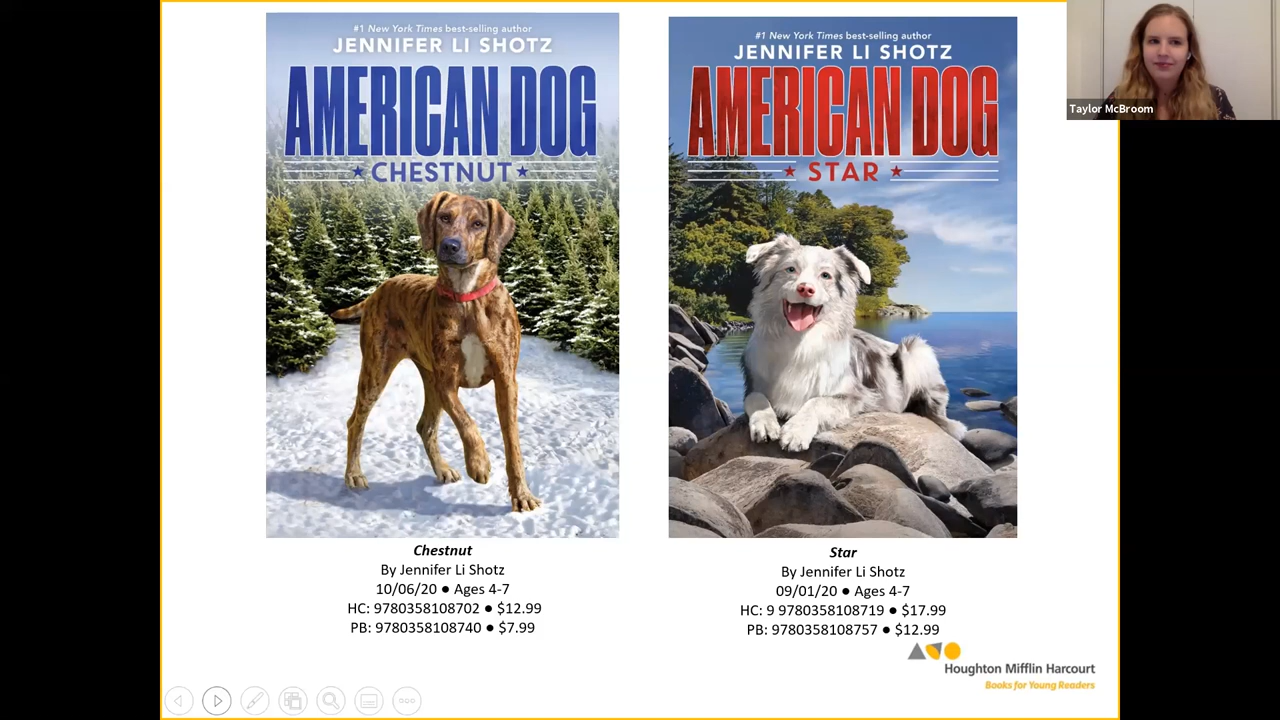 #1 New York Times best-selling author
JENNIFER LI SHOTZ
AMERICAN DOG
★ CHESTNUT ★
#1 New York Times best-selling author
JENNIFER LI SHOTZ
AMERICAN DOG
★ STAR ★
Taylor McBroom
Chestnut
By Jennifer Li Shotz
10/06/20 ● Ages 4-7
HC: 9780358108702 ● $12.99
PB: 9780358108740 ● $7.99
Star
By Jennifer Li Shotz
09/01/20 ● Ages 4-7
HC: 9 9780358108719 ● $17.99
PB: 9780358108757 ● $12.99
Houghton Mifflin Harcourt
Books for Young Readers